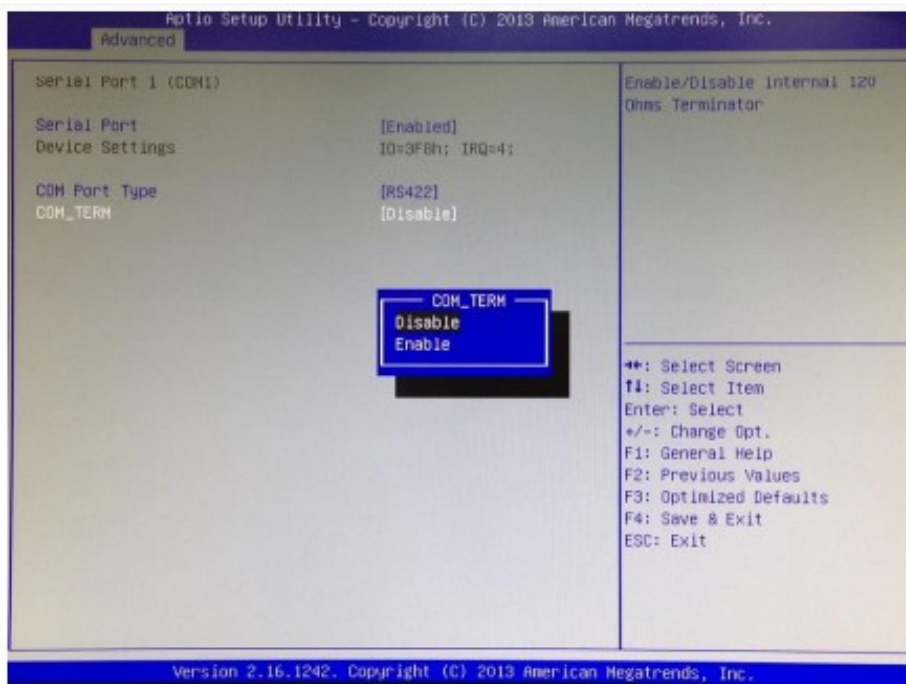 Aptio Setup Utility - Copyright (C) 2013 American Megatrends, Inc.
Advanced
Serial Port 1 (COM1)
Serial Port [Enabled]
Device Settings IO=3F8h; IRQ=4;
COM Port Type [RS422]
COM_TERM [Disable]
COM_TERM
Disable
Enable
Enable/Disable internal 120
Ohms Terminator
→←: Select Screen
↑↓: Select Item
Enter: Select
+/-: Change Opt.
F1: General Help
F2: Previous Values
F3: Optimized Defaults
F4: Save & Exit
ESC: Exit
Version 2.16.1242. Copyright (C) 2013 American Megatrends, Inc.